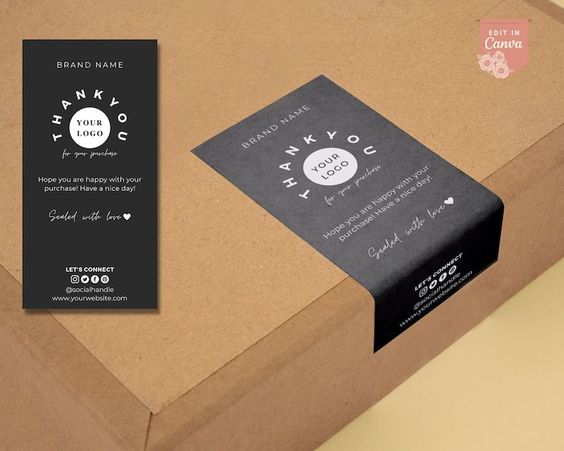 BRAND NAME
THANK YOU
YOUR
LOGO
for your purchase
Hope you are happy with your
purchase! Have a nice day!
Sealed with love
LET'S CONNECT
@socialhandle
www.yourwebsite.com
EDIT IN
Canva
BRAND NAME
THANK YOU
YOUR
LOGO
for your purchase
Hope you are happy with your
purchase! Have a nice day!
Sealed with love
LET'S CONNECT
@socialhandle
www.yourwebsite.com